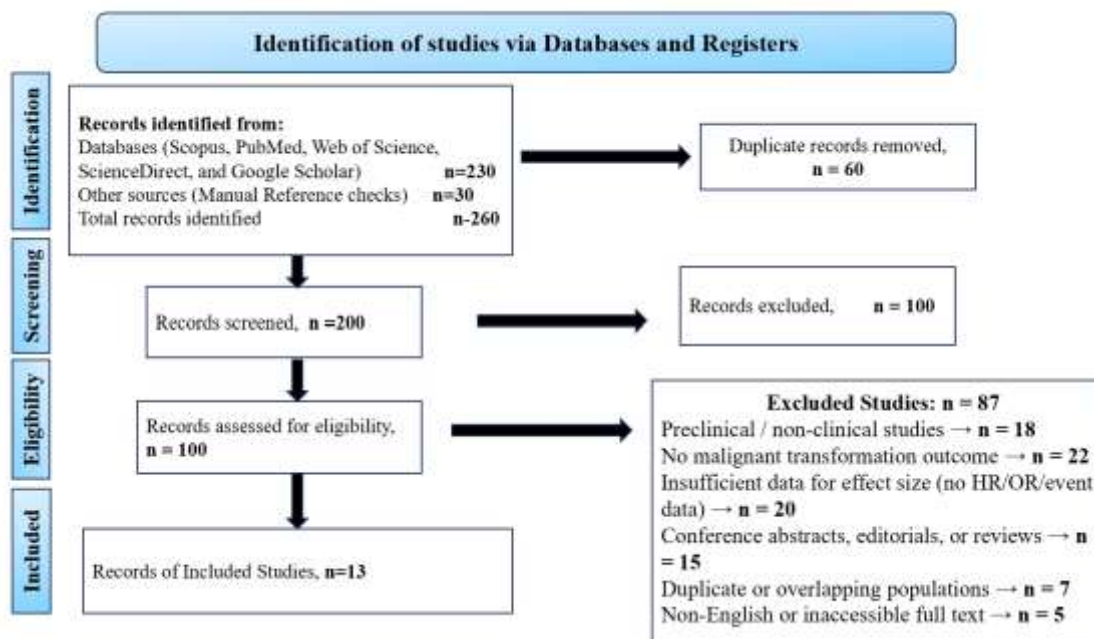 Identification of studies via Databases and Registers
Identification
Records identified from:
Databases (Scopus, PubMed, Web of Science,
ScienceDirect, and Google Scholar) n=230
Other sources (Manual Reference checks) n=30
Total records identified n-260
Duplicate records removed,
n = 60
Screening
Records screened, n =200
Records excluded, n = 100
Eligibility
Records assessed for eligibility,
n = 100
Excluded Studies: n = 87
Preclinical / non-clinical studies → n = 18
No malignant transformation outcome → n = 22
Insufficient data for effect size (no HR/OR/event
data) → n = 20
Conference abstracts, editorials, or reviews → n
= 15
Duplicate or overlapping populations → n = 7
Non-English or inaccessible full text → n = 5
Included
Records of Included Studies, n=13